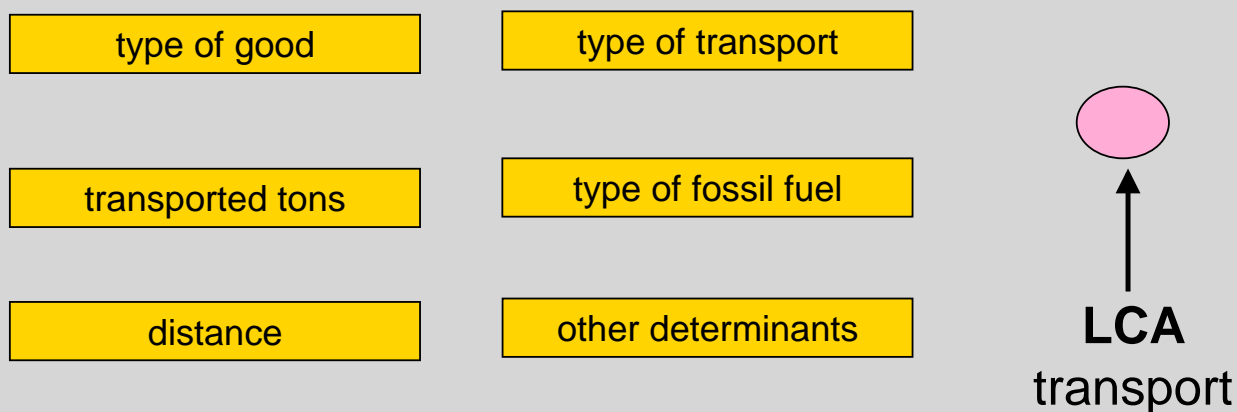 type of good
type of transport
transported tons
type of fossil fuel
distance
other determinants
LCA
transport